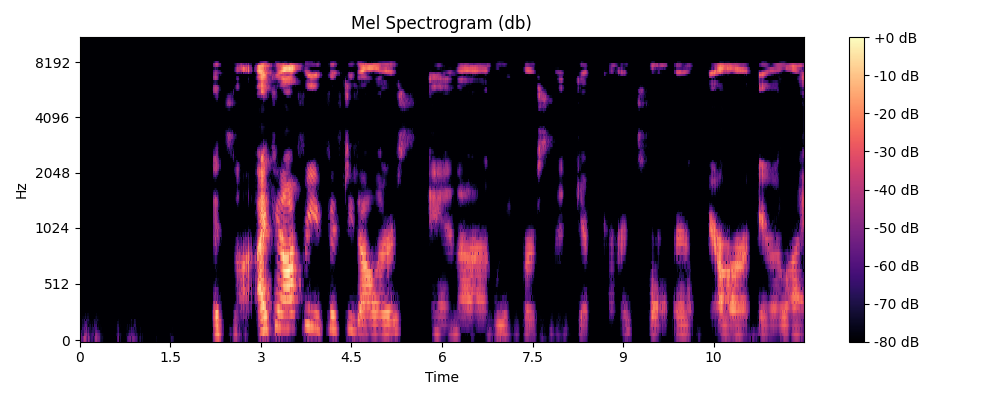 Mel Spectrogram (db)
Hz
8192
4096
2048
1024
512
0
0 1.5 3 4.5 6 7.5 9 10
Time
+0 dB
-10 dB
-20 dB
-30 dB
-40 dB
-50 dB
-60 dB
-70 dB
-80 dB